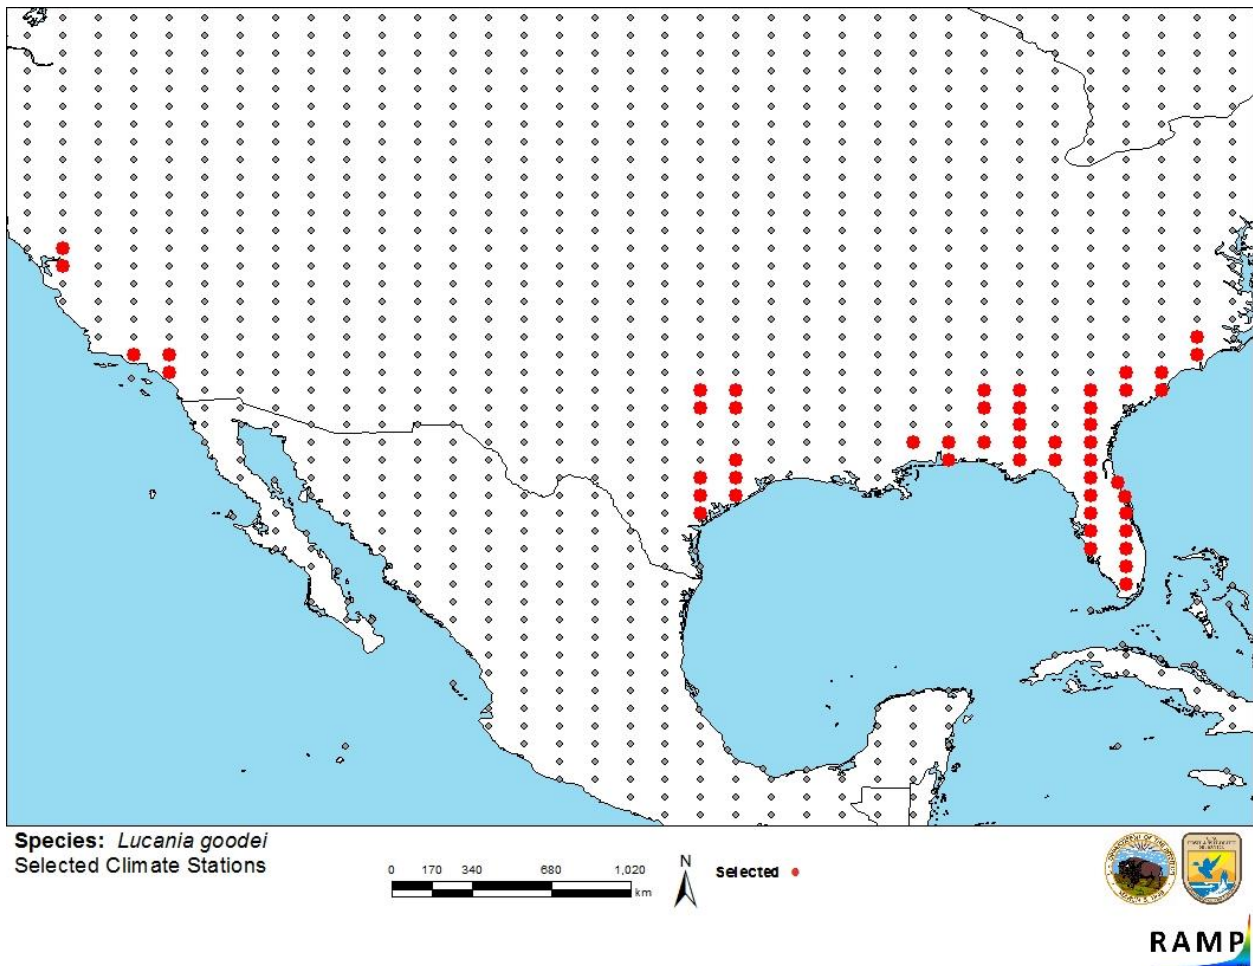 Species: Lucania goodei
Selected Climate Stations
0 170 340 680 1,020
km
N
Selected
RAMP